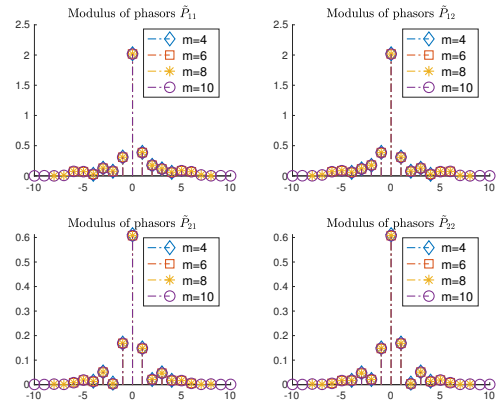 Modulus of phasors P̃₁₁
2.5
2
1.5
1
0.5
0
-10
-5
0
5
10
m=4
m=6
m=8
m=10
Modulus of phasors P̃₁₂
2.5
2
1.5
1
0.5
0
-10
-5
0
5
10
m=4
m=6
m=8
m=10
Modulus of phasors P̃₂₁
0.6
0.5
0.4
0.3
0.2
0.1
0
-10
-5
0
5
10
m=4
m=6
m=8
m=10
Modulus of phasors P̃₂₂
0.6
0.5
0.4
0.3
0.2
0.1
0
-10
-5
0
5
10
m=4
m=6
m=8
m=10